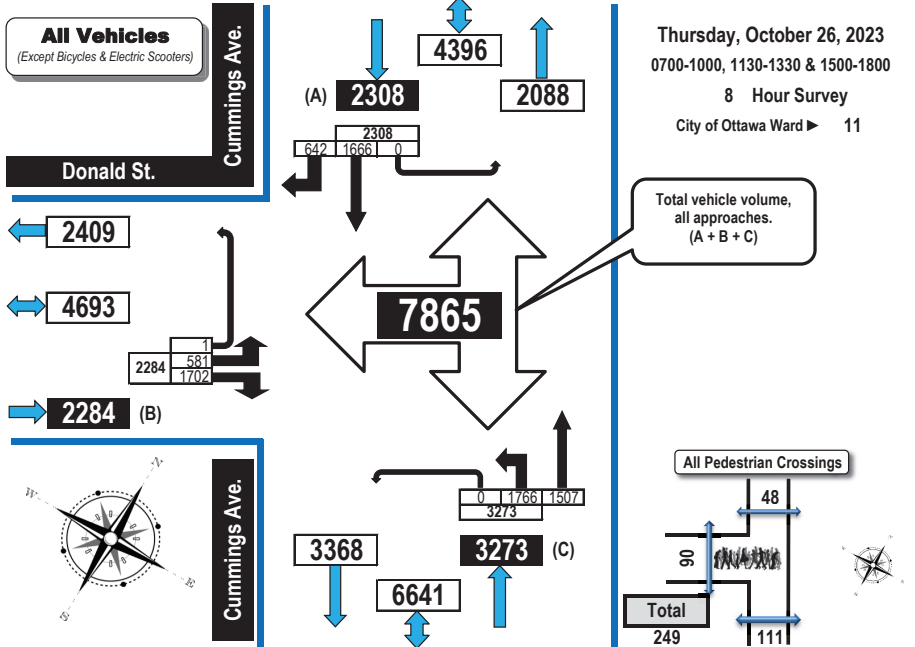 All Vehicles
(Except Bicycles & Electric Scooters)
Cummings Ave.
Donald St.
4396
(A) 2308
2088
2308
642 1666 0
Thursday, October 26, 2023
0700-1000, 1130-1330 & 1500-1800
8 Hour Survey
City of Ottawa Ward ► 11
Total vehicle volume,
all approaches.
(A + B + C)
2409
4693
7865
1
2284 581
1702
2284 (B)
N
W
E
S
Cummings Ave.
0 1766 1507
3273
3368
3273 (C)
6641
All Pedestrian Crossings
48
90
Total
249
111